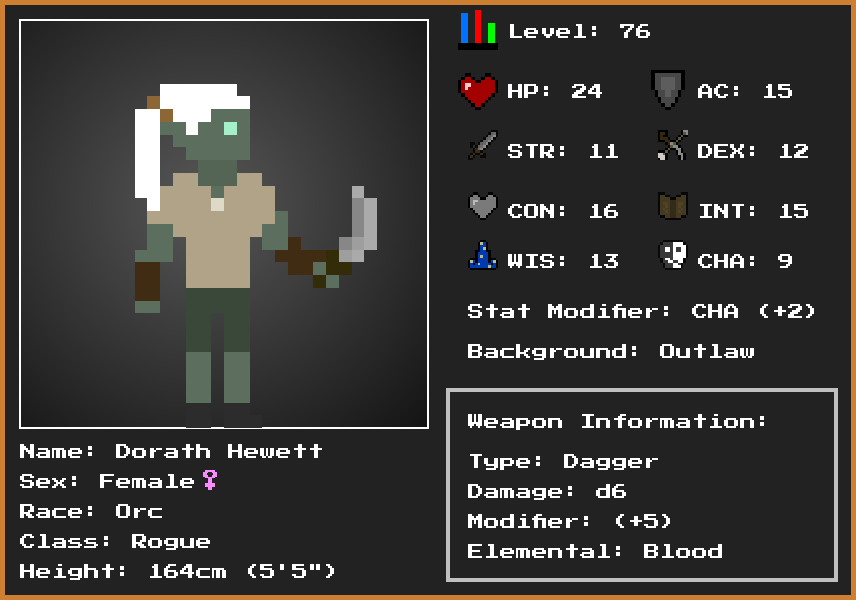 Level: 76
HP: 24 AC: 15
STR: 11 DEX: 12
CON: 16 INT: 15
WIS: 13 CHA: 9
Stat Modifier: CHA (+2)
Background: Outlaw
Weapon Information:
Type: Dagger
Damage: d6
Modifier: (+5)
Elemental: Blood
Name: Dorath Hewett
Sex: Female♀
Race: Orc
Class: Rogue
Height: 164cm (5'5")